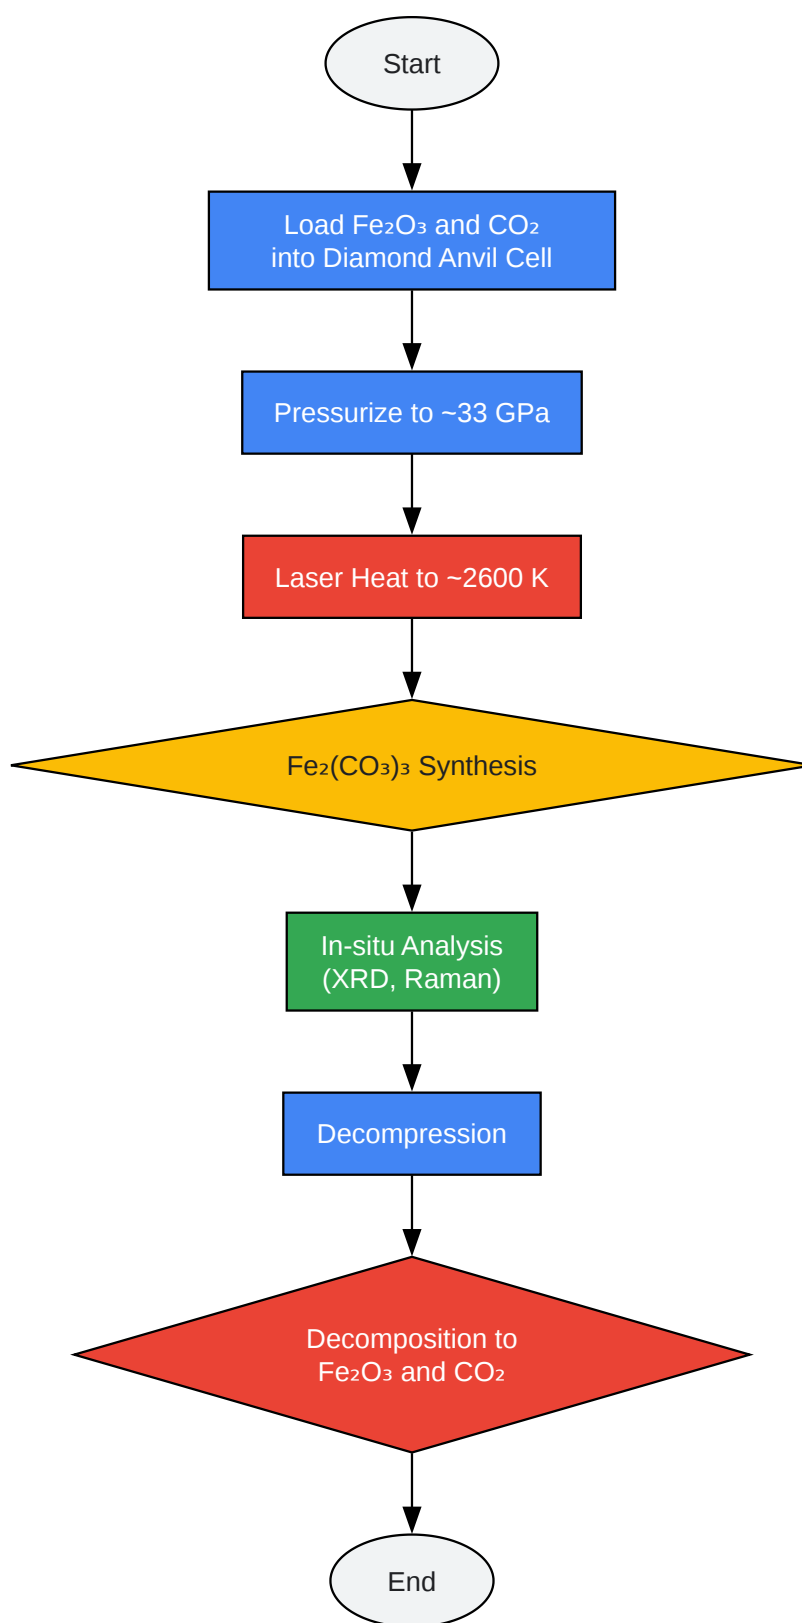 Start
Load Fe₂O₃ and CO₂
into Diamond Anvil Cell
Pressurize to ~33 GPa
Laser Heat to ~2600 K
Fe₂(CO₃)₃ Synthesis
In-situ Analysis
(XRD, Raman)
Decompression
Decomposition to
Fe₂O₃ and CO₂
End